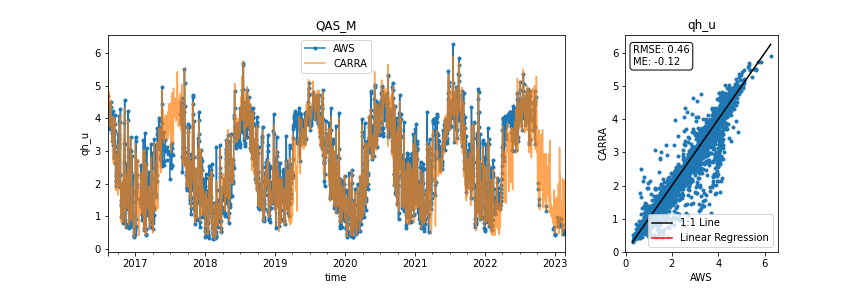 QAS_M
qh_u
6
5
4
3
2
1
0
2017
2018
2019
2020
2021
2022
2023
time
AWS
CARRA
qh_u
CARRA
6
5
4
3
2
1
0
0
2
4
6
AWS
RMSE: 0.46
ME: -0.12
1:1 Line
Linear Regression